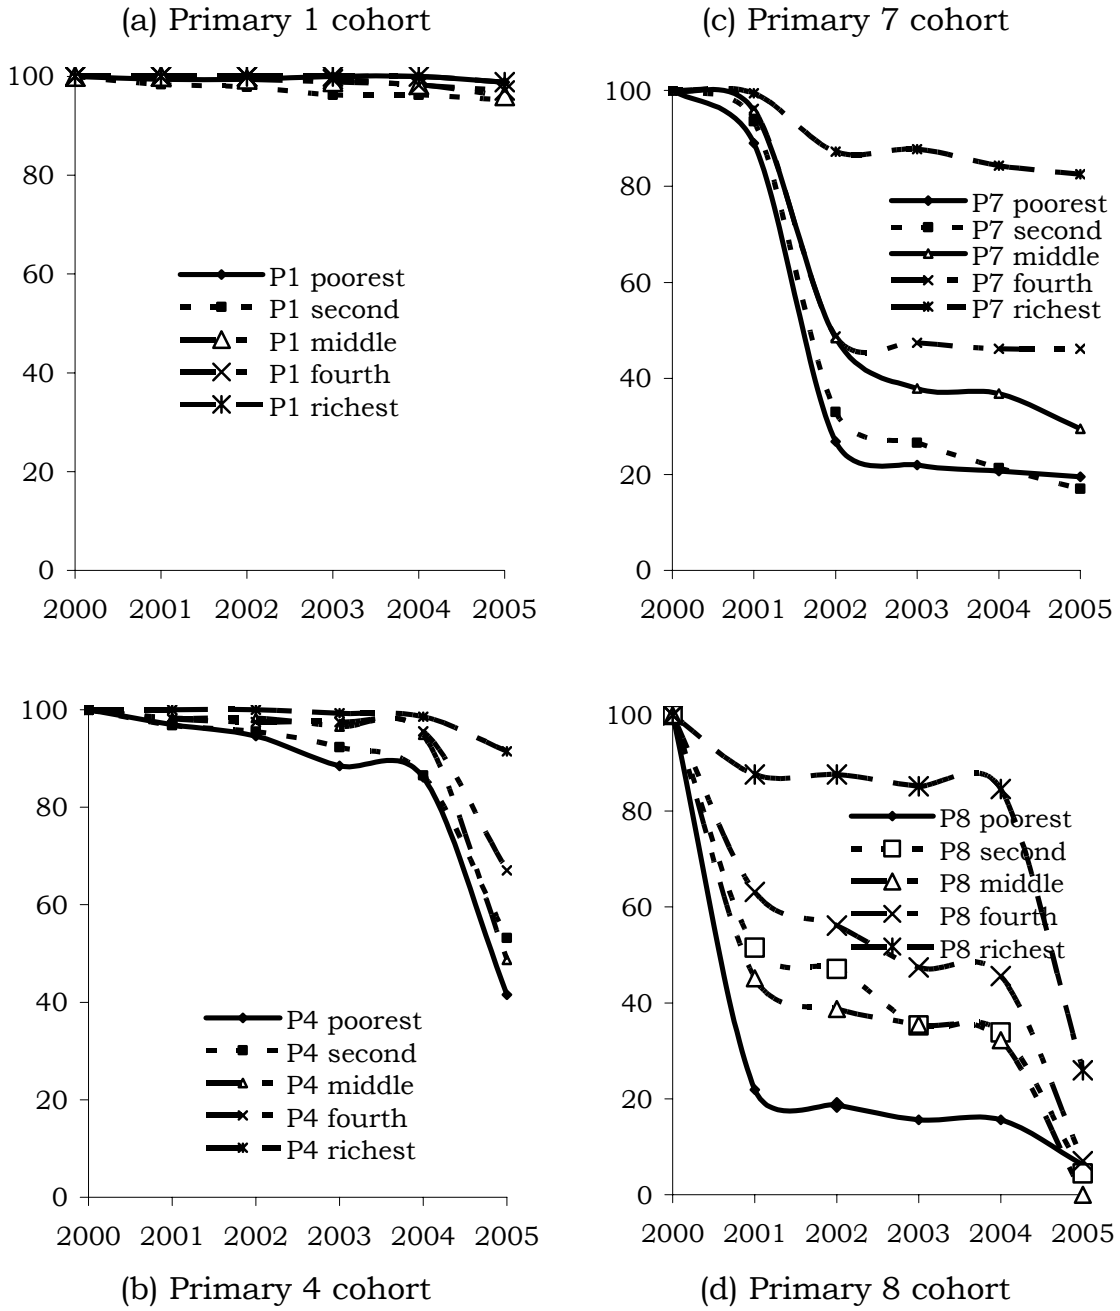 (a) Primary 1 cohort
100
80
60
40
20
0
P1 poorest
P1 second
P1 middle
P1 fourth
P1 richest
2000 2001 2002 2003 2004 2005
(c) Primary 7 cohort
100
80
60
40
20
0
P7 poorest
P7 second
P7 middle
P7 fourth
P7 richest
2000 2001 2002 2003 2004 2005
100
80
60
40
20
0
P4 poorest
P4 second
P4 middle
P4 fourth
P4 richest
2000 2001 2002 2003 2004 2005
(b) Primary 4 cohort
100
80
60
40
20
0
P8 poorest
P8 second
P8 middle
P8 fourth
P8 richest
2000 2001 2002 2003 2004 2005
(d) Primary 8 cohort